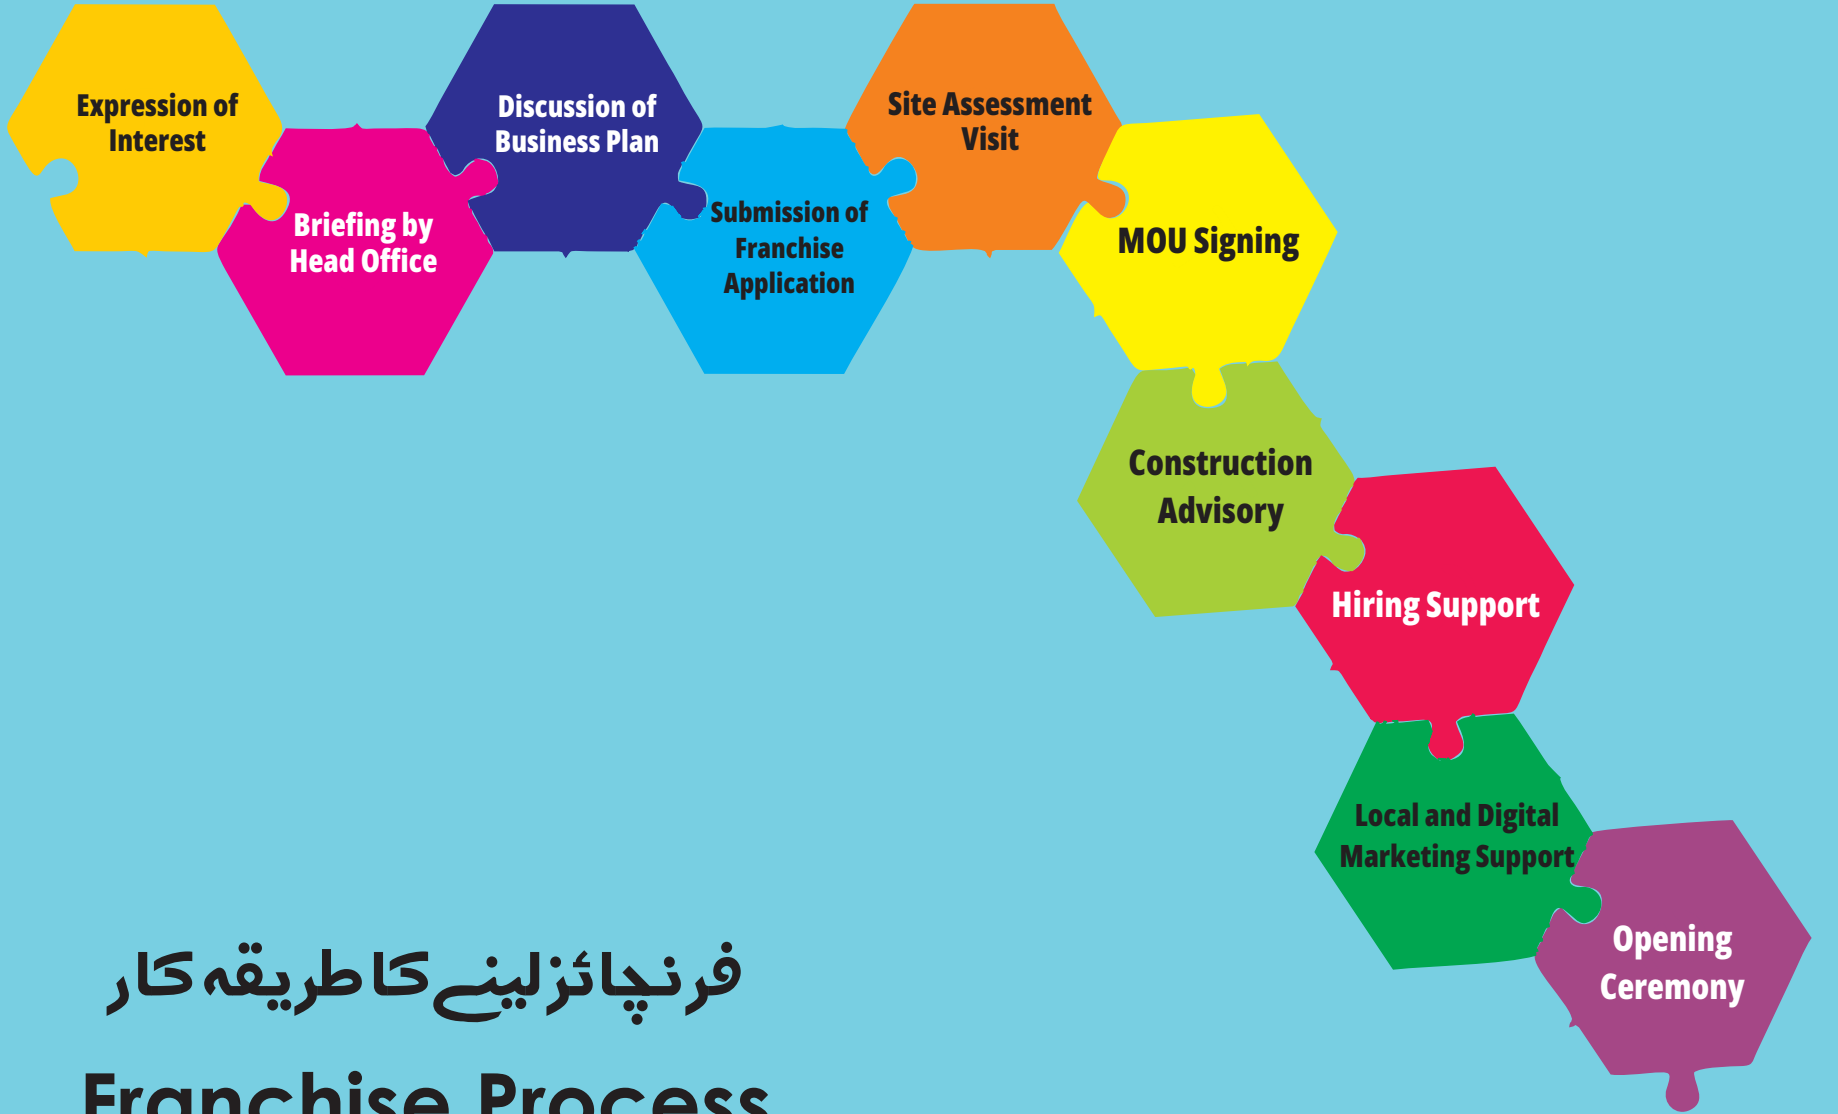 Expression of
Interest
Briefing by
Head Office
Discussion of
Business Plan
Submission of
Franchise
Application
Site Assessment
Visit
MOU Signing
Construction
Advisory
Hiring Support
Local and Digital
Marketing Support
Opening
Ceremony
فرنچائز لینے کا طریقہ کار
Franchise Process